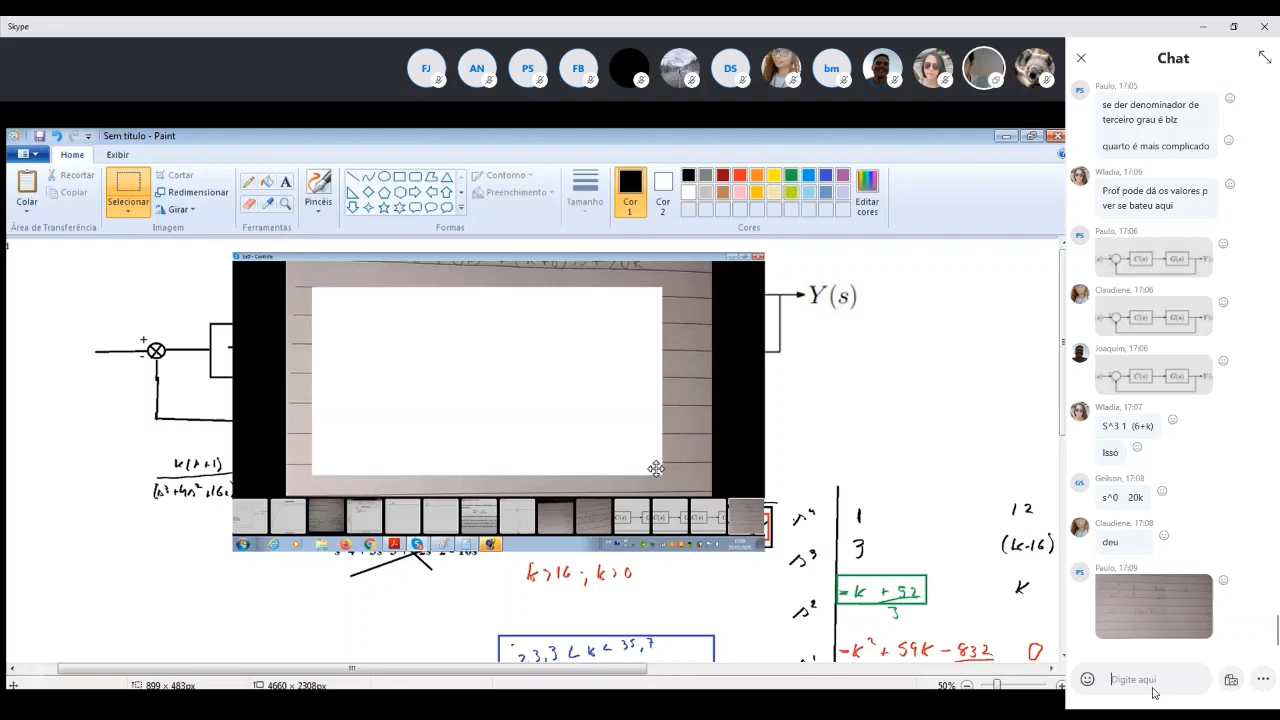 Skype
FJ
AN
PS
FB
DS
bm
Chat
Sem título - Paint
Home
Exibir
Colar
Recortar
Copiar
Área de Transferência
Selecionar
Cortar
Redimensionar
Girar
Imagem
A
Ferramentas
Pincéis
Contorno
Preenchimento
Formas
Tamanho
Cor 1
Cor 2
Editar cores
Cores
+
-
Y(s)
k(s+1)
k>16 ; k>0
23,3 < k < 35,7
s⁴ 1 12
s³ 3 (k-16)
s² -k + 52 k
3
-k² + 59k - 832 0
899 × 483px
4660 × 2308px
50%
PS
Paulo, 17:05
se der denominador de
terceiro grau é blz
quarto é mais complicado
Wladia, 17:06
Prof pode dá os valores p
ver se bateu aqui
PS
Paulo, 17:06
C(s) G(s)
Claudiene, 17:06
C(s) G(s)
Joaquim, 17:06
C(s) G(s)
Wladia, 17:07
S^3 1 (6+k)
Isso
GS
Geilson, 17:08
s^0 20k
Claudiene, 17:08
deu
PS
Paulo, 17:09
Digite aqui